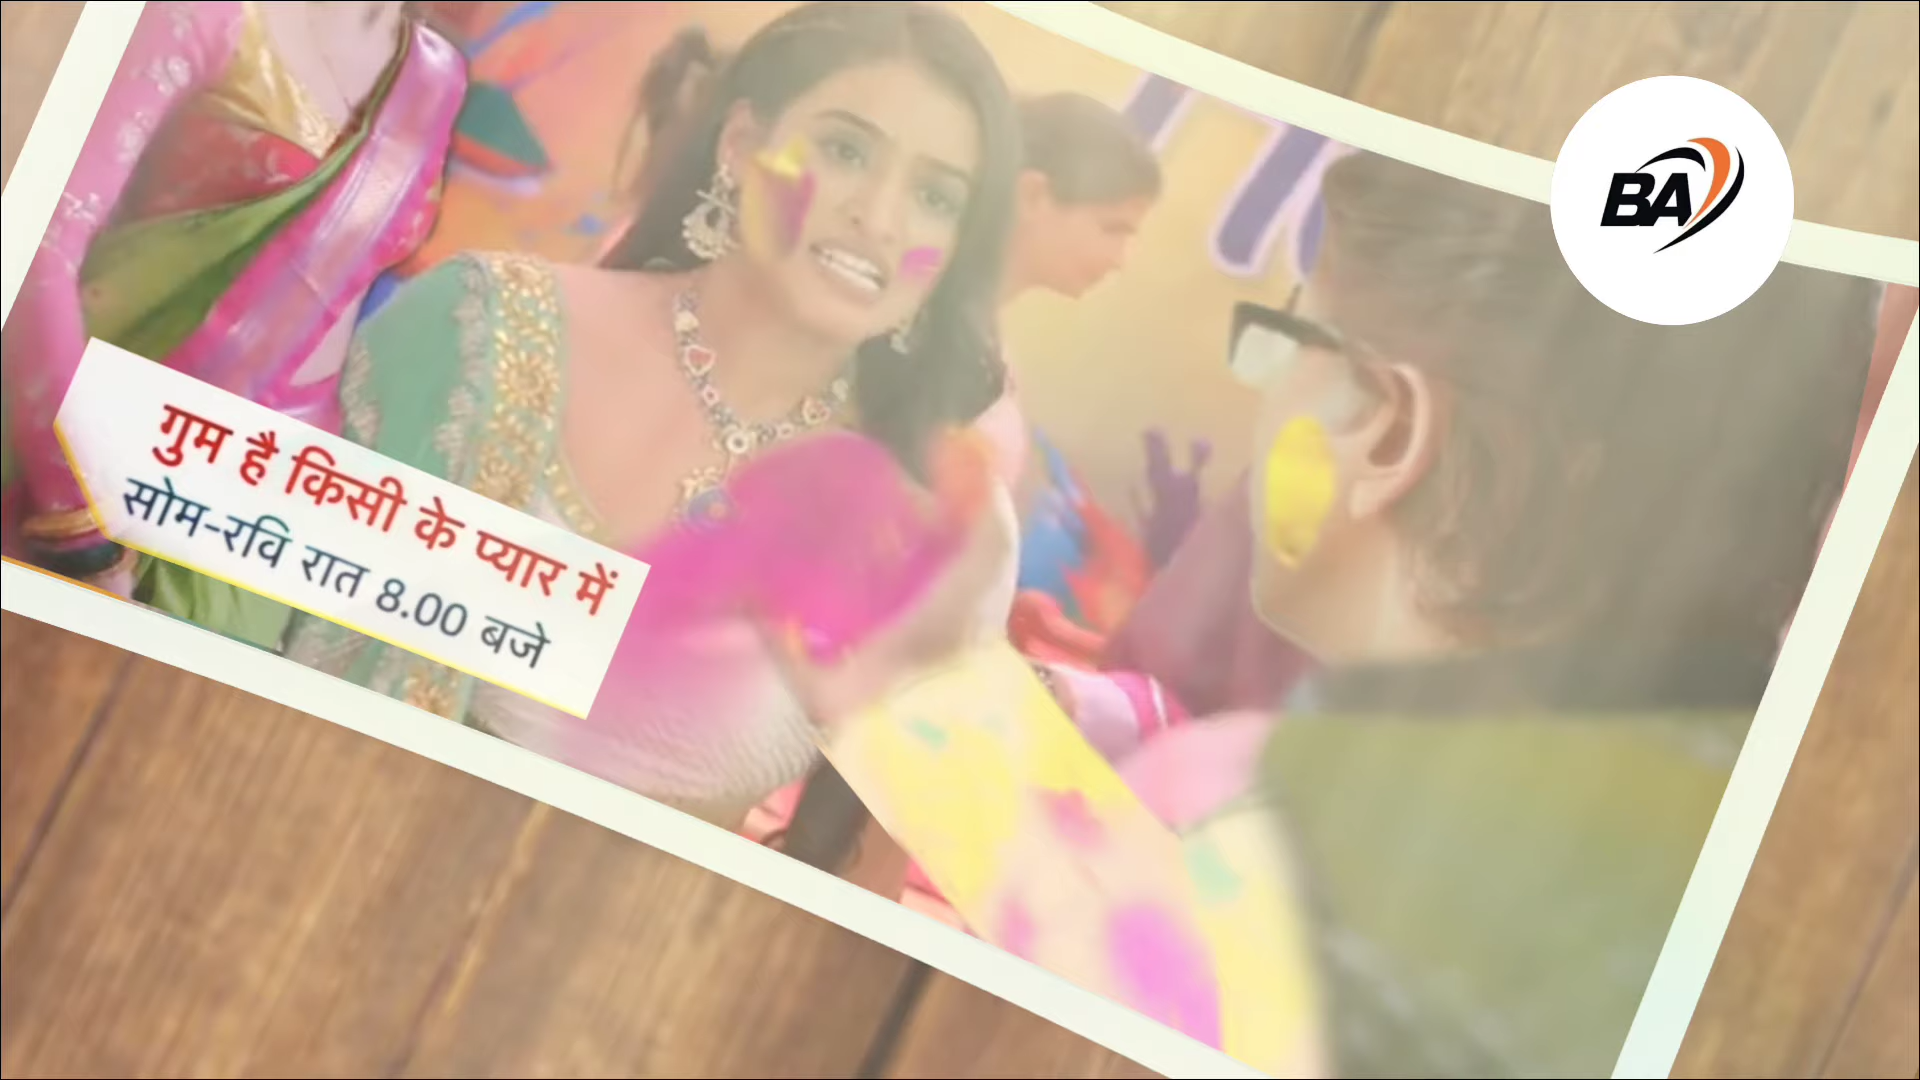 गुम है किसी के प्यार में
सोम-रवि रात 8.00 बजे
BA